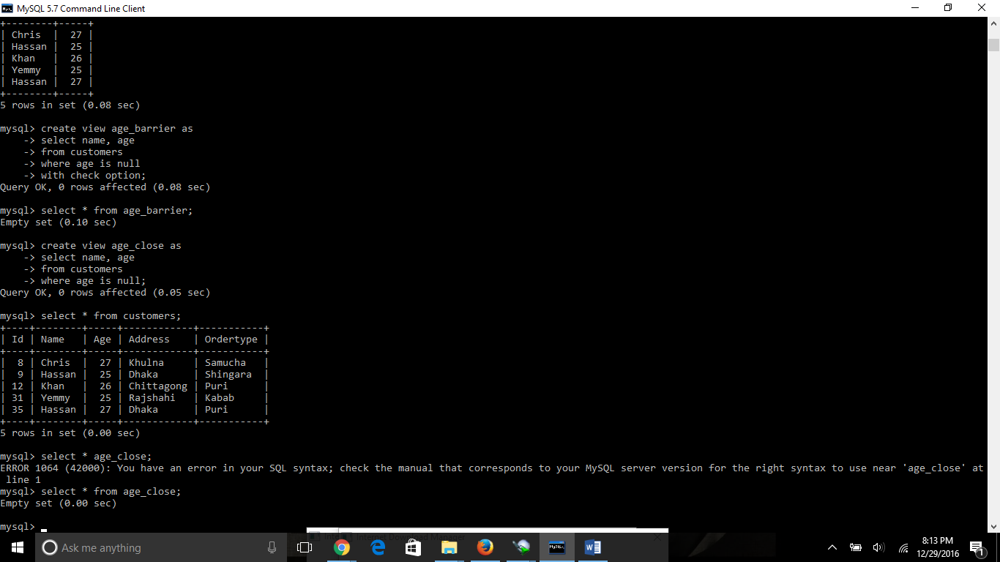 MySQL 5.7 Command Line Client
+--------+-----+
| Chris  |  27 |
| Hassan |  25 |
| Khan   |  26 |
| Yemmy  |  25 |
| Hassan |  27 |
+--------+-----+
5 rows in set (0.08 sec)
mysql> create view age_barrier as
    -> select name, age
    -> from customers
    -> where age is null
    -> with check option;
Query OK, 0 rows affected (0.08 sec)
mysql> select * from age_barrier;
Empty set (0.10 sec)
mysql> create view age_close as
    -> select name, age
    -> from customers
    -> where age is null;
Query OK, 0 rows affected (0.05 sec)
mysql> select * from customers;
+----+--------+-----+------------+-----------+
| Id | Name   | Age | Address    | Ordertype |
+----+--------+-----+------------+-----------+
|  8 | Chris  |  27 | Khulna     | Samucha   |
|  9 | Hassan |  25 | Dhaka      | Shingara  |
| 12 | Khan   |  26 | Chittagong | Puri      |
| 31 | Yemmy  |  25 | Rajshahi   | Kabab     |
| 35 | Hassan |  27 | Dhaka      | Puri      |
+----+--------+-----+------------+-----------+
5 rows in set (0.00 sec)
mysql> select * age_close;
ERROR 1064 (42000): You have an error in your SQL syntax; check the manual that corresponds to your MySQL server version for the right syntax to use near 'age_close' at
 line 1
mysql> select * from age_close;
Empty set (0.00 sec)
mysql>
Internet Download Manager
Ask me anything
8:13 PM
12/29/2016
1